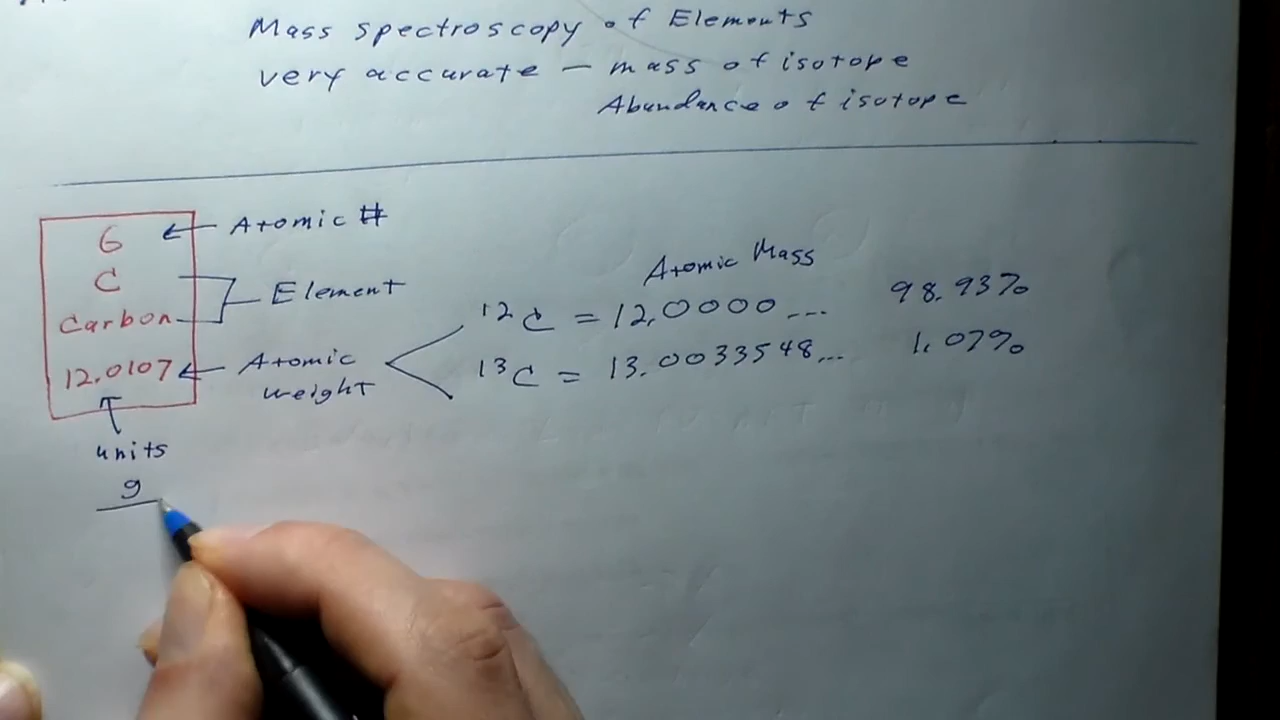 Mass spectroscopy of Elements
very accurate — mass of isotope
Abundance of isotope
6
Atomic #
C
Element
Carbon
12.0107
Atomic weight
units
g
Atomic Mass
¹²C = 12.0000... 98.93%
¹³C = 13.0033548... 1.07%